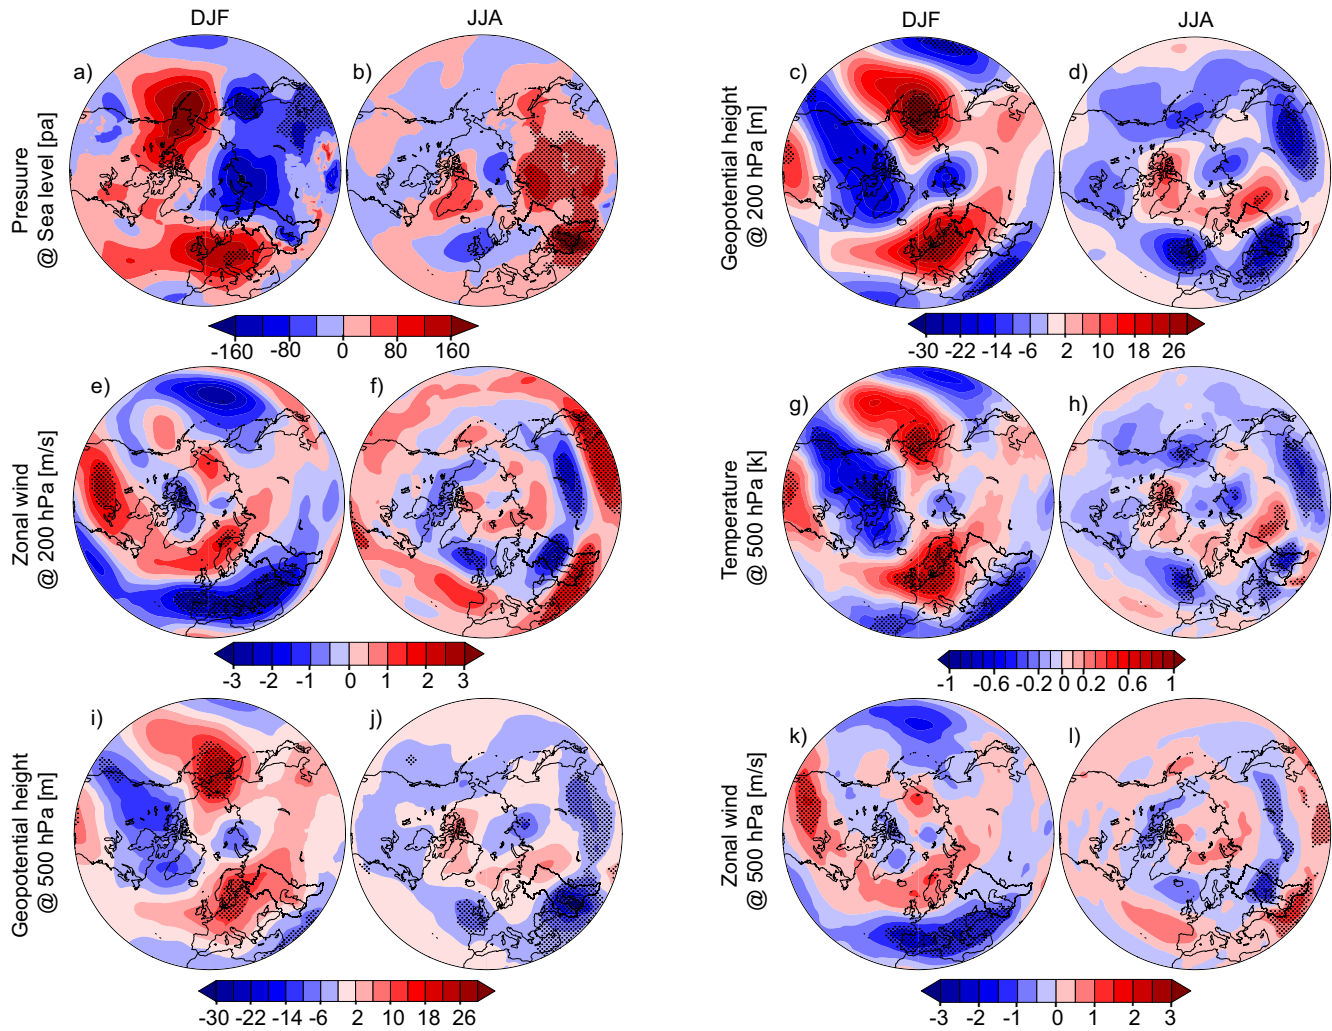 DJF JJA DJF JJA
a) b) c) d)
Presuure
@ Sea level [pa]
Geopotential height
@ 200 hPa [m]
-160 -80 0 80 160
-30 -22 -14 -6 2 10 18 26
e) f) g) h)
Zonal wind
@ 200 hPa [m/s]
Temperature
@ 500 hPa [k]
-3 -2 -1 0 1 2 3
-1 -0.6 -0.2 0 0.2 0.6 1
i) j) k) l)
Geopotential height
@ 500 hPa [m]
Zonal wind
@ 500 hPa [m/s]
-30 -22 -14 -6 2 10 18 26
-3 -2 -1 0 1 2 3